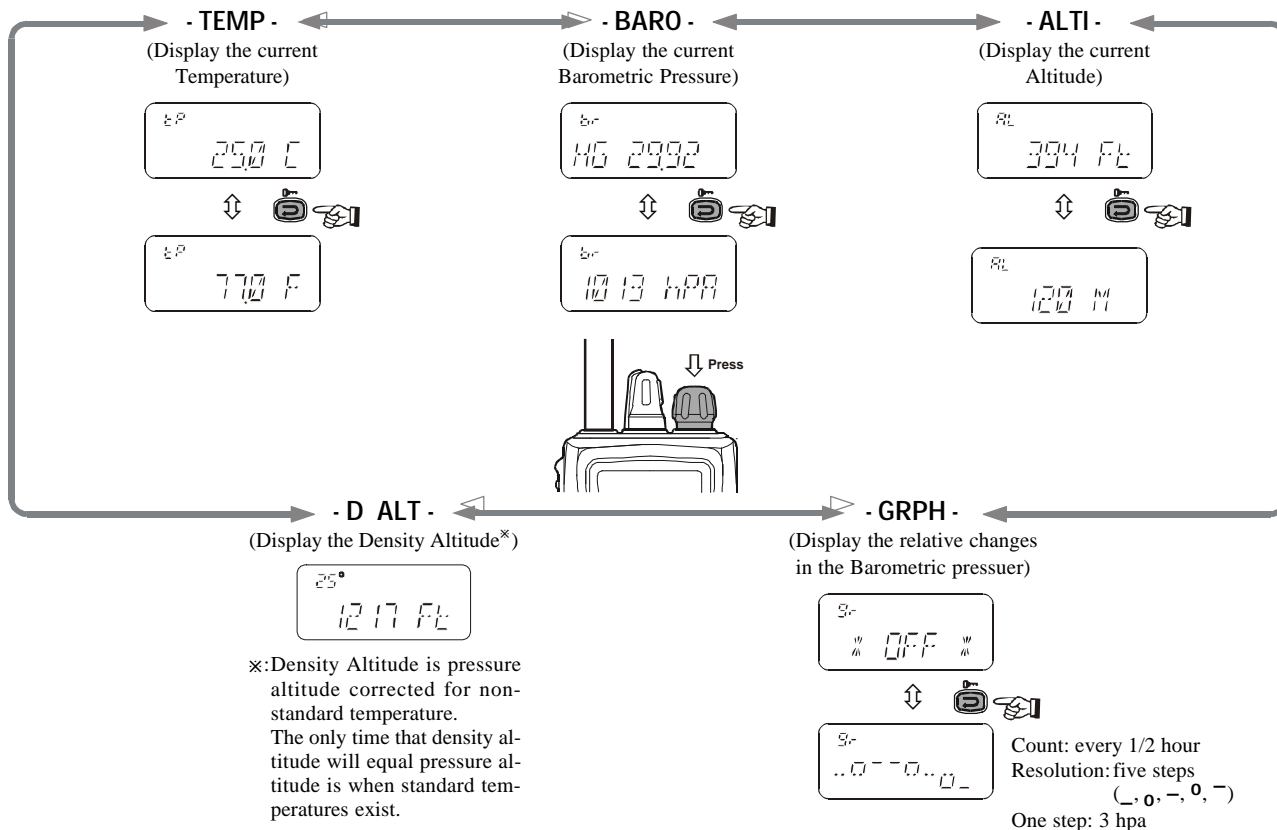 - TEMP -
(Display the current
Temperature)
tP
25.0 C
tP
77.0 F
- BARO -
(Display the current
Barometric Pressure)
br
HG 29.92
br
1013 hPA
- ALTI -
(Display the current
Altitude)
AL
394 Ft
AL
120 M
Press
- D ALT -
(Display the Density Altitude※)
25°
1217 Ft
※:Density Altitude is pressure
altitude corrected for non-
standard temperature.
The only time that density al-
titude will equal pressure al-
titude is when standard tem-
peratures exist.
- GRPH -
(Display the relative changes
in the Barometric pressuer)
gr
* OFF *
gr
Count: every 1/2 hour
Resolution: five steps
(_, o, –, o, ¯)
One step: 3 hpa